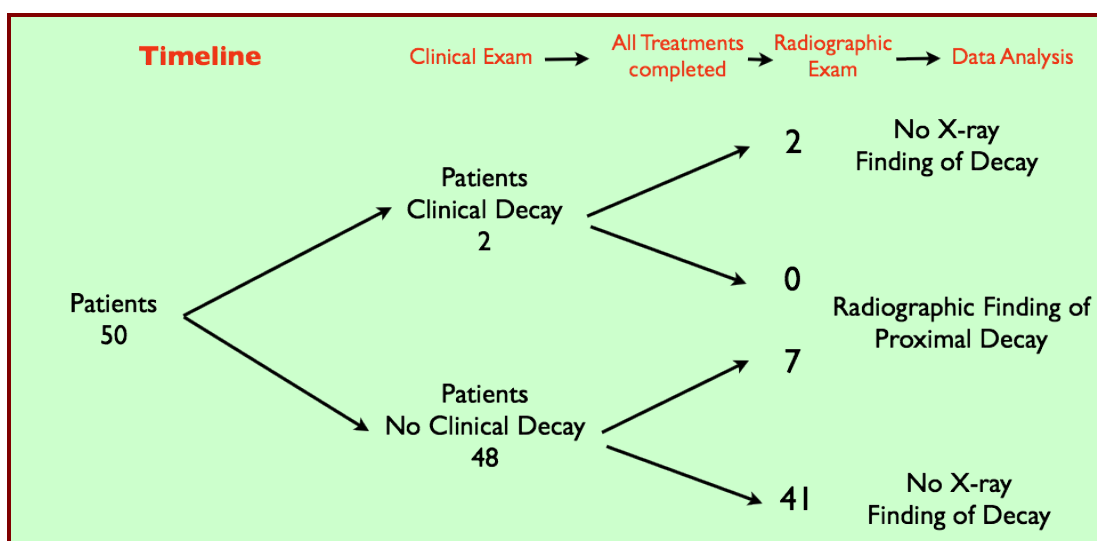 Timeline
Clinical Exam
All Treatments
completed
Radiographic
Exam
Data Analysis
2
No X-ray
Finding of Decay
Patients
Clinical Decay
2
0
Patients
50
Radiographic Finding of
Proximal Decay
7
Patients
No Clinical Decay
48
41
No X-ray
Finding of Decay